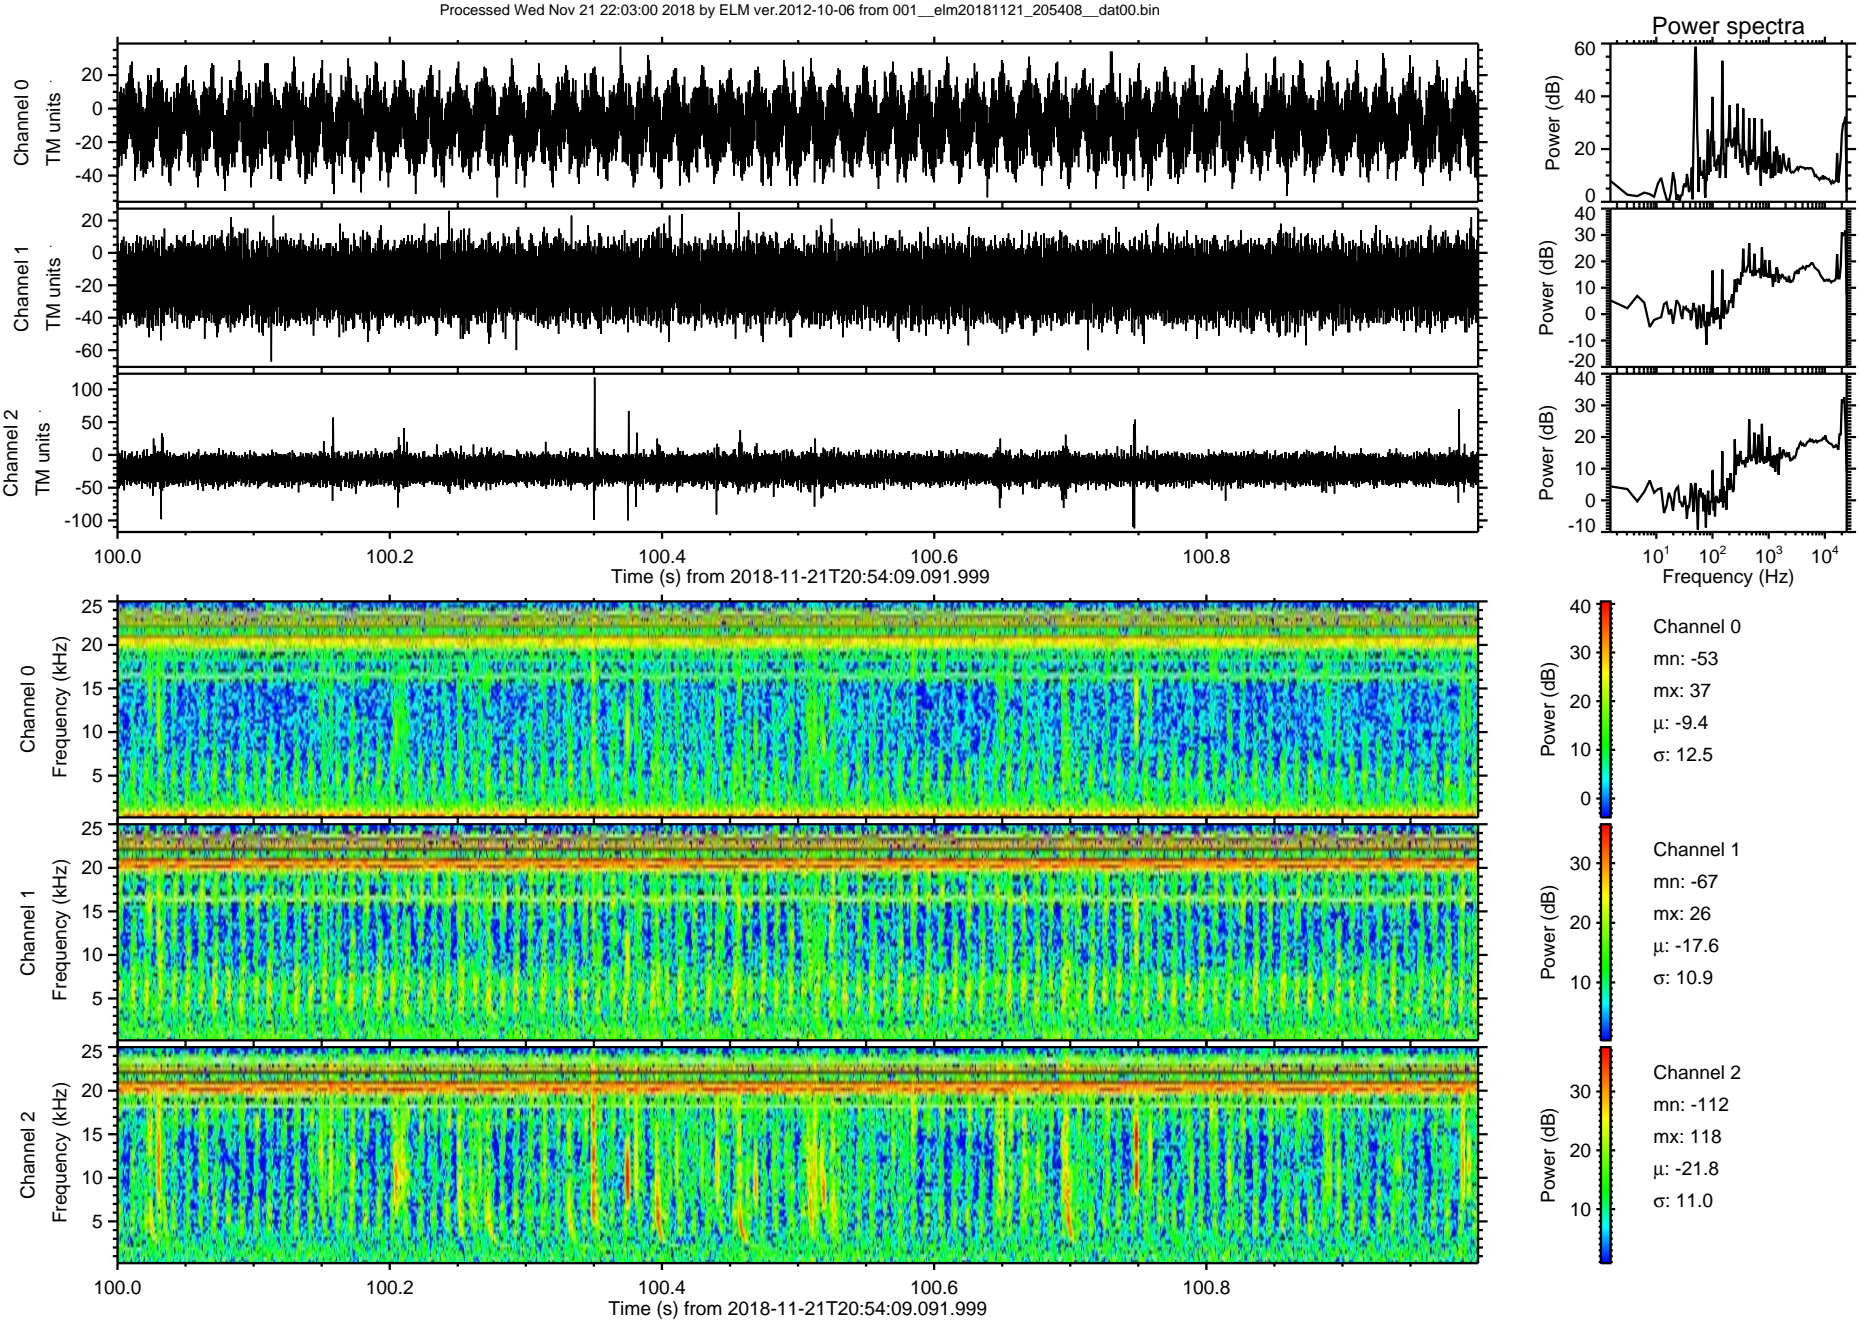 Processed Wed Nov 21 22:03:00 2018 by ELM ver.2012-10-06 from 001__elm20181121_205408__dat00.bin
Power spectra
Channel 0
TM units
20
0
-20
-40
Power (dB)
60
40
20
0
Channel 1
TM units
20
0
-20
-40
-60
Power (dB)
40
30
20
10
0
-10
-20
Channel 2
TM units
100
50
0
-50
-100
Power (dB)
40
30
20
10
0
-10
100.0 100.2 100.4 100.6 100.8
Time (s) from 2018-11-21T20:54:09.091.999
10^1 10^2 10^3 10^4
Frequency (Hz)
Channel 0
Frequency (kHz)
25
20
15
10
5
Power (dB)
40
30
20
10
0
Channel 0
mn: -53
mx: 37
μ: -9.4
σ: 12.5
Channel 1
Frequency (kHz)
25
20
15
10
5
Power (dB)
30
20
10
Channel 1
mn: -67
mx: 26
μ: -17.6
σ: 10.9
Channel 2
Frequency (kHz)
25
20
15
10
5
Power (dB)
30
20
10
Channel 2
mn: -112
mx: 118
μ: -21.8
σ: 11.0
100.0 100.2 100.4 100.6 100.8
Time (s) from 2018-11-21T20:54:09.091.999